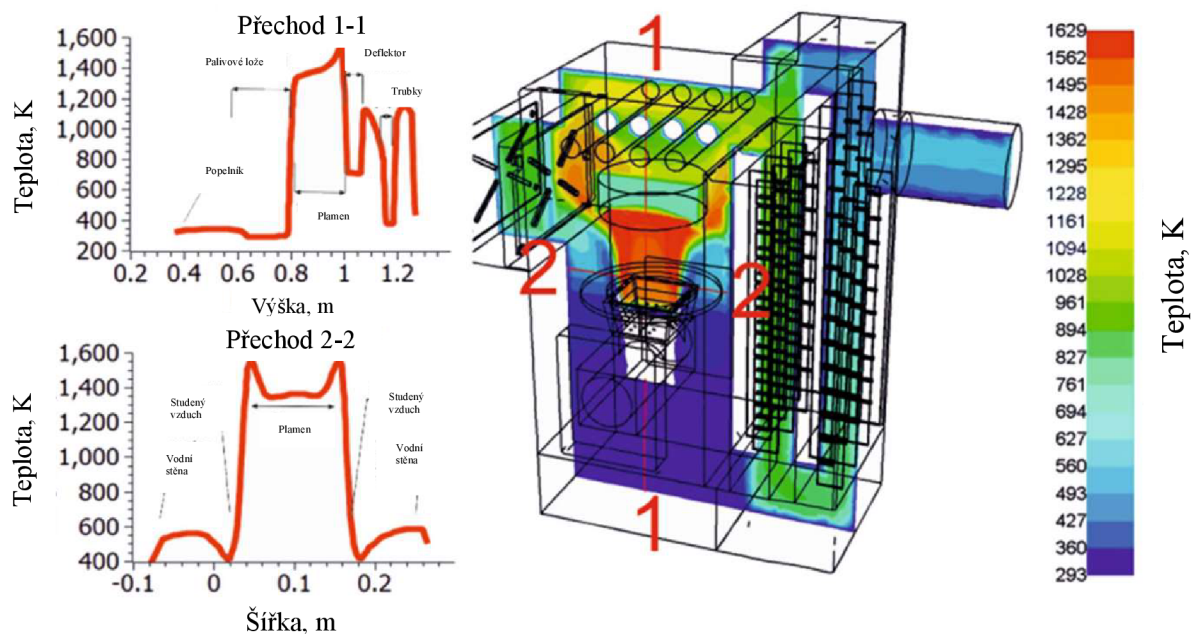 Přechod 1-1
1,600
1,400
1,200
1,000
800
600
400
200
Teplota, K
Palivové lože
Deflektor
Trubky
Popelník
Plamen
0.2
0.4
0.6
0.8
1
1.2
Výška, m
Přechod 2-2
1,600
1,400
1,200
1,000
800
600
400
Teplota, K
Studený
vzduch
Vodní
stěna
Plamen
Studený
vzduch
Vodní
stěna
-0.1
0
0.1
0.2
Šířka, m
1
2
2
1
1629
1562
1495
1428
1362
1295
1228
1161
1094
1028
961
894
827
761
694
627
560
493
427
360
293
Teplota, K